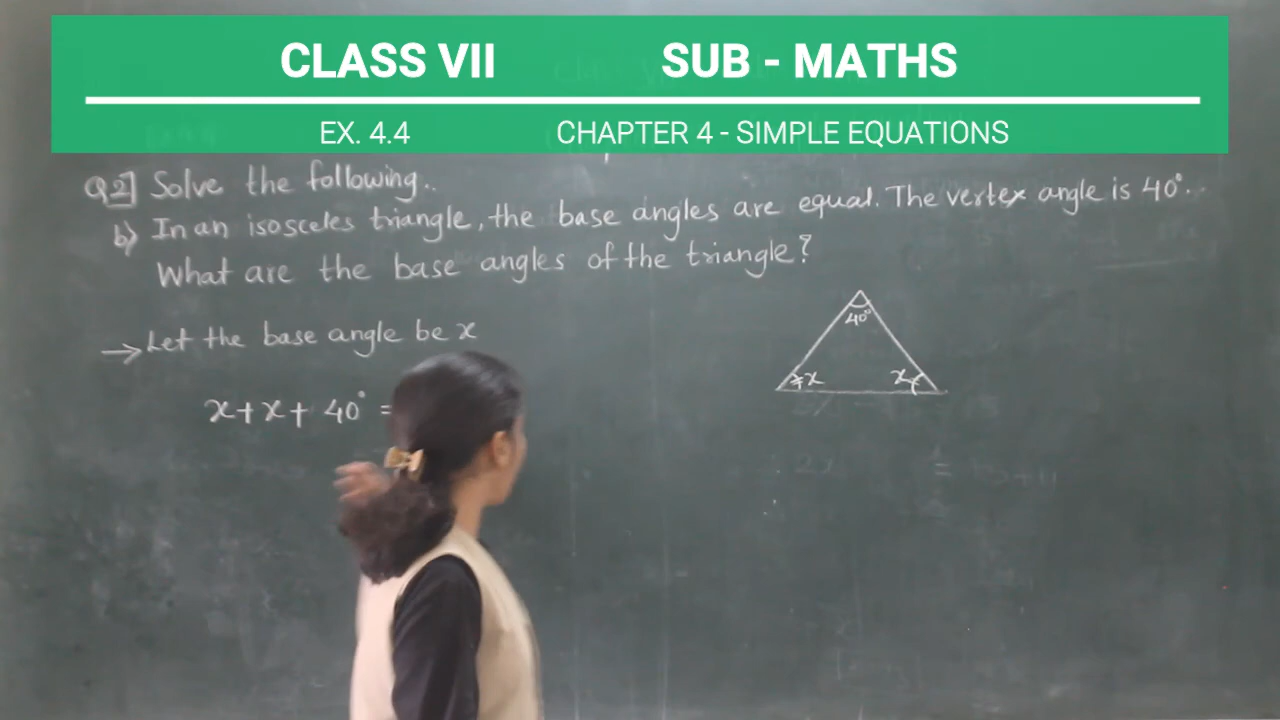 CLASS VII SUB - MATHS
EX. 4.4 CHAPTER 4 - SIMPLE EQUATIONS
Q2] Solve the following..
b) In an isosceles triangle, the base angles are equal. The vertex angle is 40°.
What are the base angles of the triangle?
40°
→ Let the base angle be x
x x
x + x + 40° =